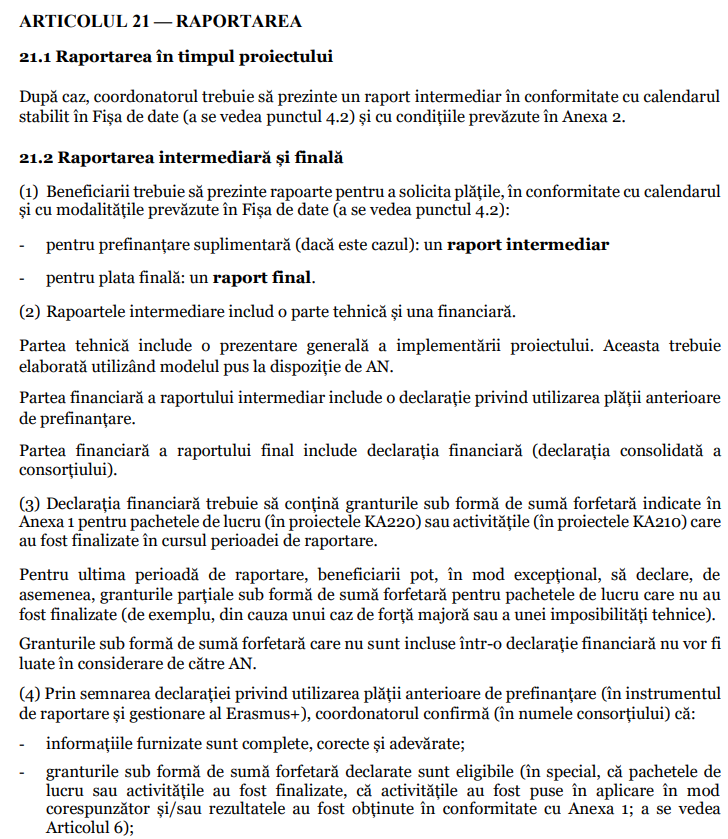 ARTICOLUL 21 — RAPORTAREA
21.1 Raportarea în timpul proiectului
După caz, coordonatorul trebuie să prezinte un raport intermediar în conformitate cu calendarul
stabilit în Fișa de date (a se vedea punctul 4.2) și cu condițiile prevăzute în Anexa 2.
21.2 Raportarea intermediară și finală
(1) Beneficiarii trebuie să prezinte rapoarte pentru a solicita plățile, în conformitate cu calendarul
și cu modalitățile prevăzute în Fișa de date (a se vedea punctul 4.2):
- pentru prefinanțare suplimentară (dacă este cazul): un raport intermediar
- pentru plata finală: un raport final.
(2) Rapoartele intermediare includ o parte tehnică și una financiară.
Partea tehnică include o prezentare generală a implementării proiectului. Aceasta trebuie
elaborată utilizând modelul pus la dispoziție de AN.
Partea financiară a raportului intermediar include o declarație privind utilizarea plății anterioare
de prefinanțare.
Partea financiară a raportului final include declarația financiară (declarația consolidată a
consorțiului).
(3) Declarația financiară trebuie să conțină granturile sub formă de sumă forfetară indicate în
Anexa 1 pentru pachetele de lucru (în proiectele KA220) sau activitățile (în proiectele KA210) care
au fost finalizate în cursul perioadei de raportare.
Pentru ultima perioadă de raportare, beneficiarii pot, în mod excepțional, să declare, de
asemenea, granturile parțiale sub formă de sumă forfetară pentru pachetele de lucru care nu au
fost finalizate (de exemplu, din cauza unui caz de forță majoră sau a unei imposibilități tehnice).
Granturile sub formă de sumă forfetară care nu sunt incluse într-o declarație financiară nu vor fi
luate în considerare de către AN.
(4) Prin semnarea declarației privind utilizarea plății anterioare de prefinanțare (în instrumentul
de raportare și gestionare al Erasmus+), coordonatorul confirmă (în numele consorțiului) că:
- informațiile furnizate sunt complete, corecte și adevărate;
- granturile sub formă de sumă forfetară declarate sunt eligibile (în special, că pachetele de
lucru sau activitățile au fost finalizate, că activitățile au fost puse în aplicare în mod
corespunzător și/sau rezultatele au fost obținute în conformitate cu Anexa 1; a se vedea
Articolul 6);